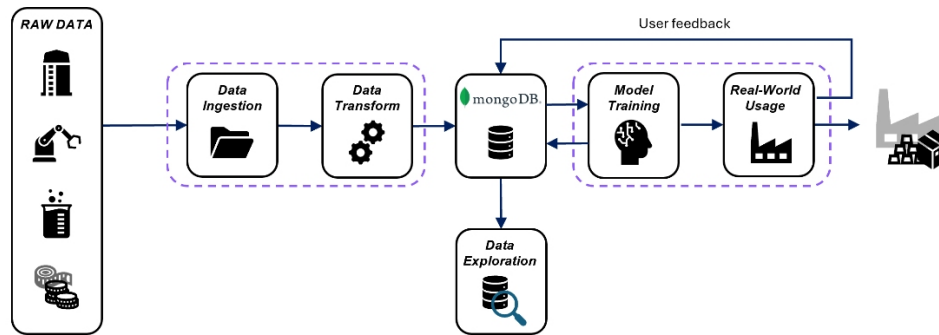 RAW DATA
User feedback
Data
Ingestion
Data
Transform
mongoDB.
Model
Training
Real-World
Usage
Data
Exploration